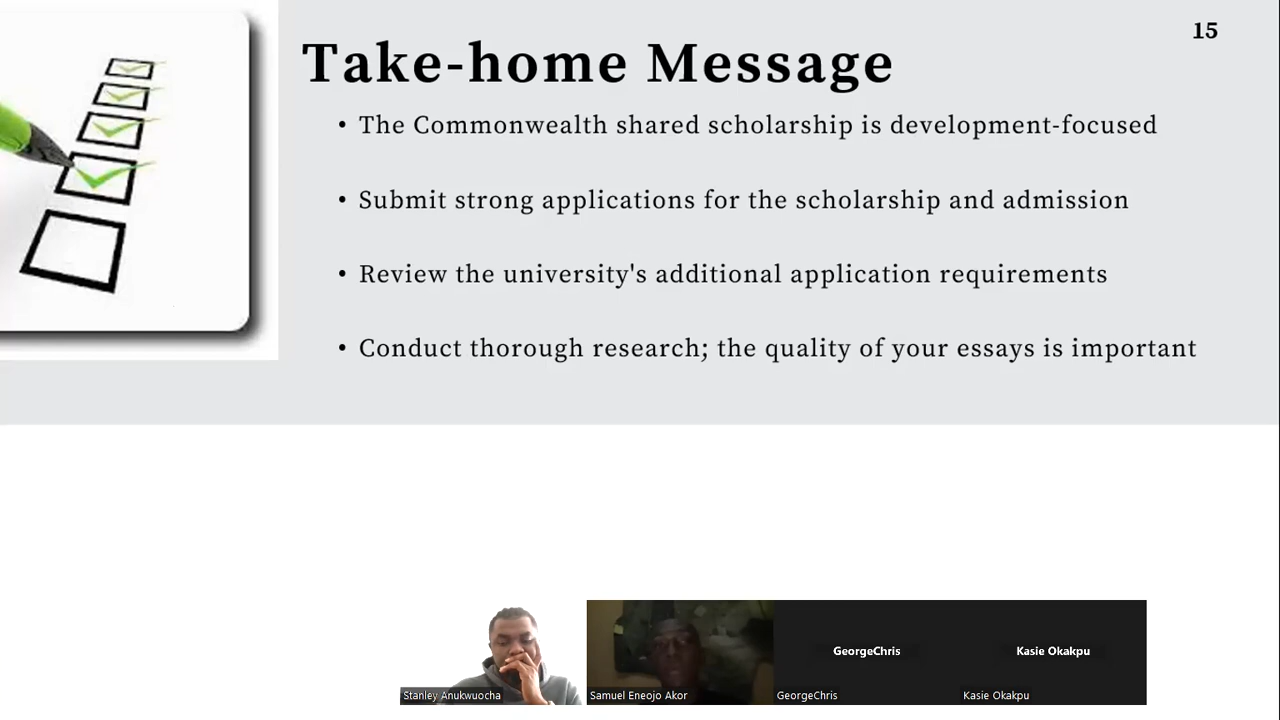 15
Take-home Message
• The Commonwealth shared scholarship is development-focused
• Submit strong applications for the scholarship and admission
• Review the university's additional application requirements
• Conduct thorough research; the quality of your essays is important
GeorgeChris
Kasie Okakpu
Stanley Anukwuocha
Samuel Eneojo Akor
GeorgeChris
Kasie Okakpu